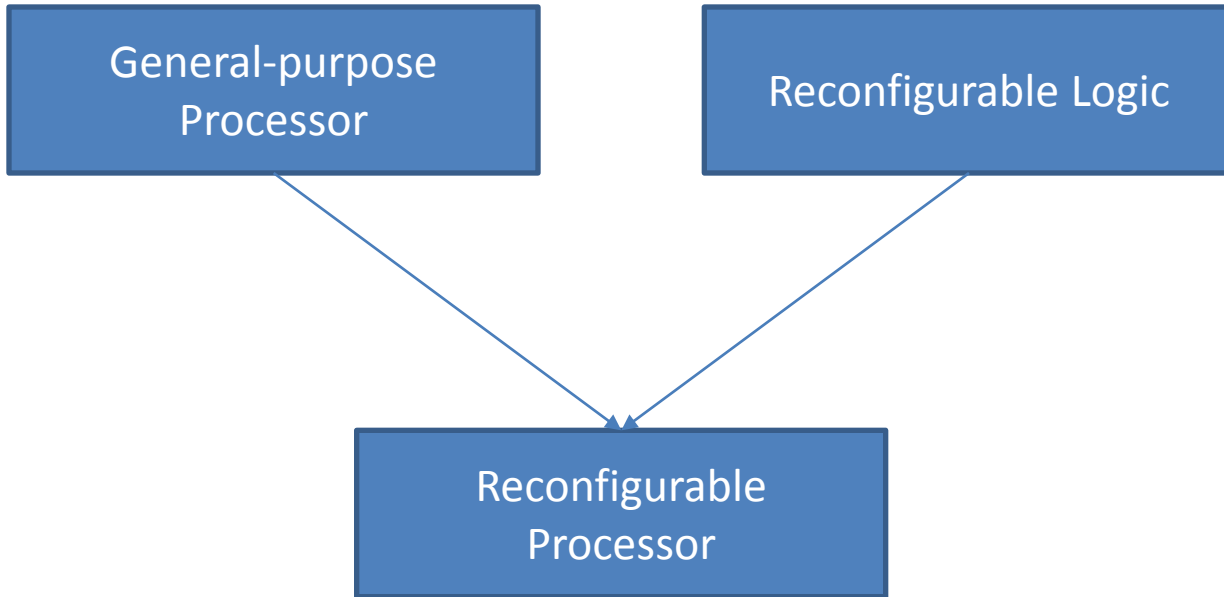 General-purpose
Processor
Reconfigurable Logic
Reconfigurable
Processor